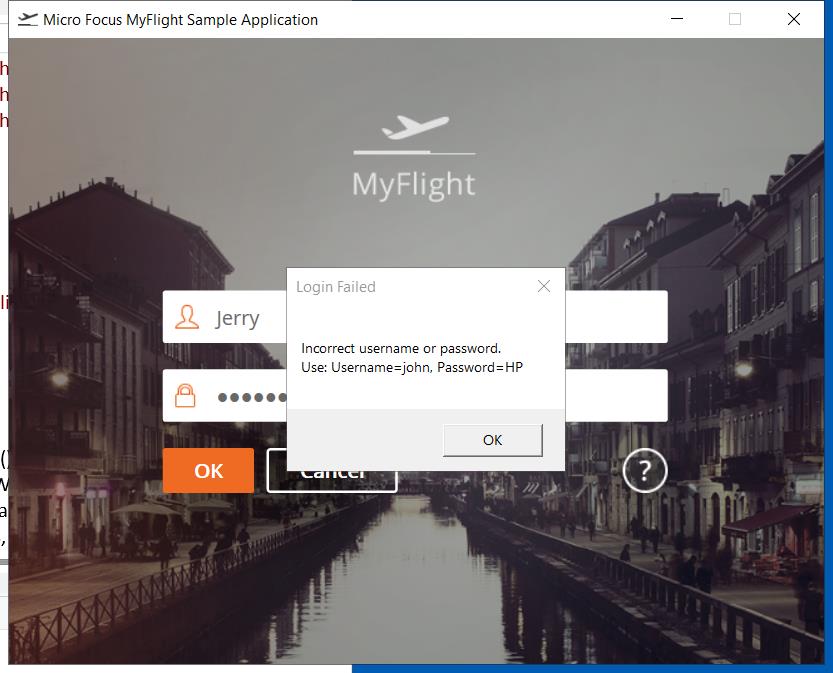 Micro Focus MyFlight Sample Application
MyFlight
Login Failed
Jerry
Incorrect username or password.
Use: Username=john, Password=HP
OK
OK
Cancel
?